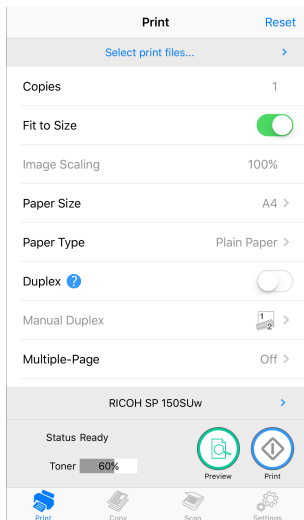 Print Reset
Select print files...
Copies 1
Fit to Size
Image Scaling 100%
Paper Size A4
Paper Type Plain Paper
Duplex ?
Manual Duplex 1 2
Multiple-Page Off
RICOH SP 150SUw
Status Ready
Toner 60%
Preview Print
Print Copy Scan Settings